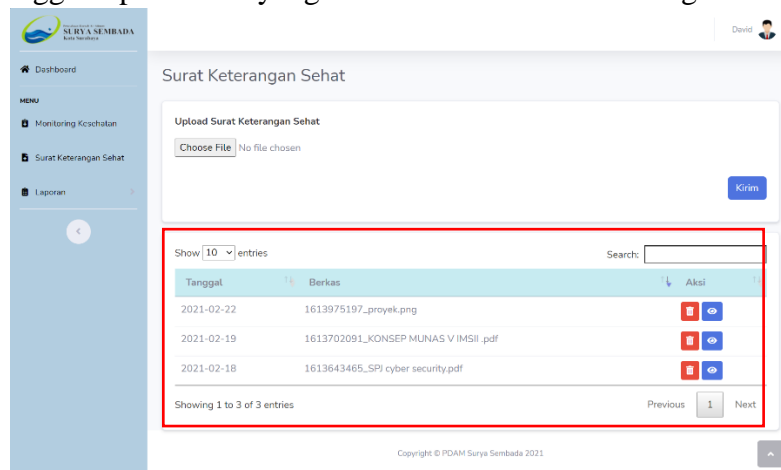 SURYA SEMBADA
Kota Surabaya
David
Dashboard
Surat Keterangan Sehat
MENU
Monitoring Kesehatan
Surat Keterangan Sehat
Laporan
Upload Surat Keterangan Sehat
Choose File No file chosen
Kirim
Show 10 entries
Search:
Tanggal Berkas Aksi
2021-02-22 1613975197_proyek.png
2021-02-19 1613702091_KONSEP MUNAS V IMSII .pdf
2021-02-18 1613643465_SPJ cyber security.pdf
Showing 1 to 3 of 3 entries
Previous 1 Next
Copyright © PDAM Surya Sembada 2021